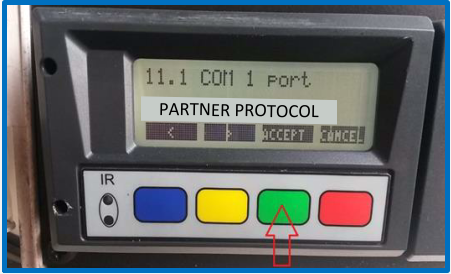 11.1 COM 1 port
PARTNER PROTOCOL
< > ACCEPT CANCEL
IR